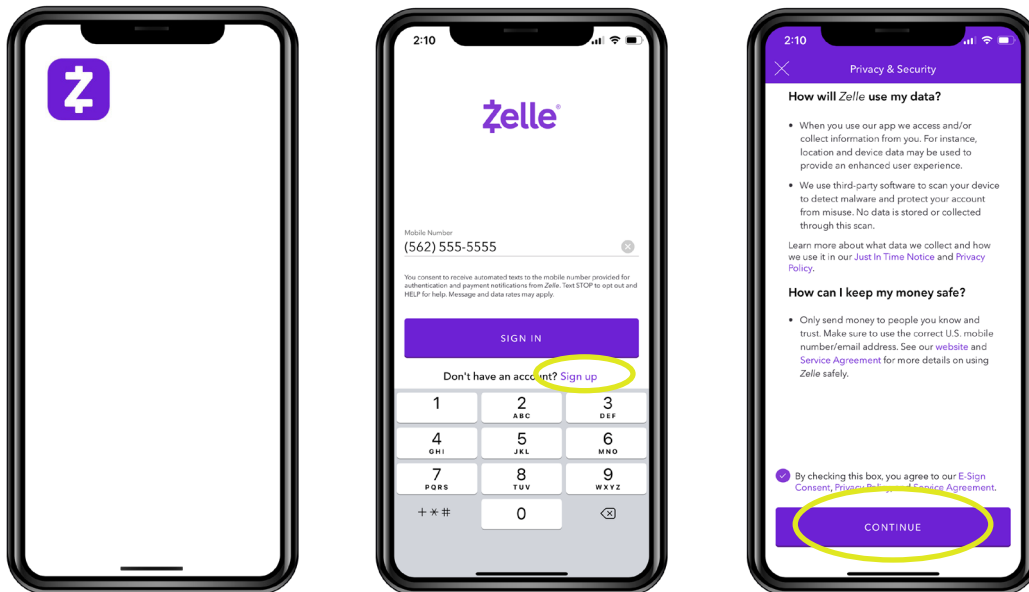 2:10
Zelle®
Mobile Number
(562) 555-5555
You consent to receive automated texts to the mobile number provided for
authentication and payment notifications from Zelle. Text STOP to opt out and
HELP for help. Message and data rates may apply.
SIGN IN
Don't have an account? Sign up
1
2
ABC
3
DEF
4
GHI
5
JKL
6
MNO
7
PQRS
8
TUV
9
WXYZ
+*#
0
2:10
Privacy & Security
How will Zelle use my data?
• When you use our app we access and/or
collect information from you. For instance,
location and device data may be used to
provide an enhanced user experience.
• We use third-party software to scan your device
to detect malware and protect your account
from misuse. No data is stored or collected
through this scan.
Learn more about what data we collect and how
we use it in our Just In Time Notice and Privacy
Policy.
How can I keep my money safe?
• Only send money to people you know and
trust. Make sure to use the correct U.S. mobile
number/email address. See our website and
Service Agreement for more details on using
Zelle safely.
By checking this box, you agree to our E-Sign
Consent, Privacy Policy, and Service Agreement.
CONTINUE